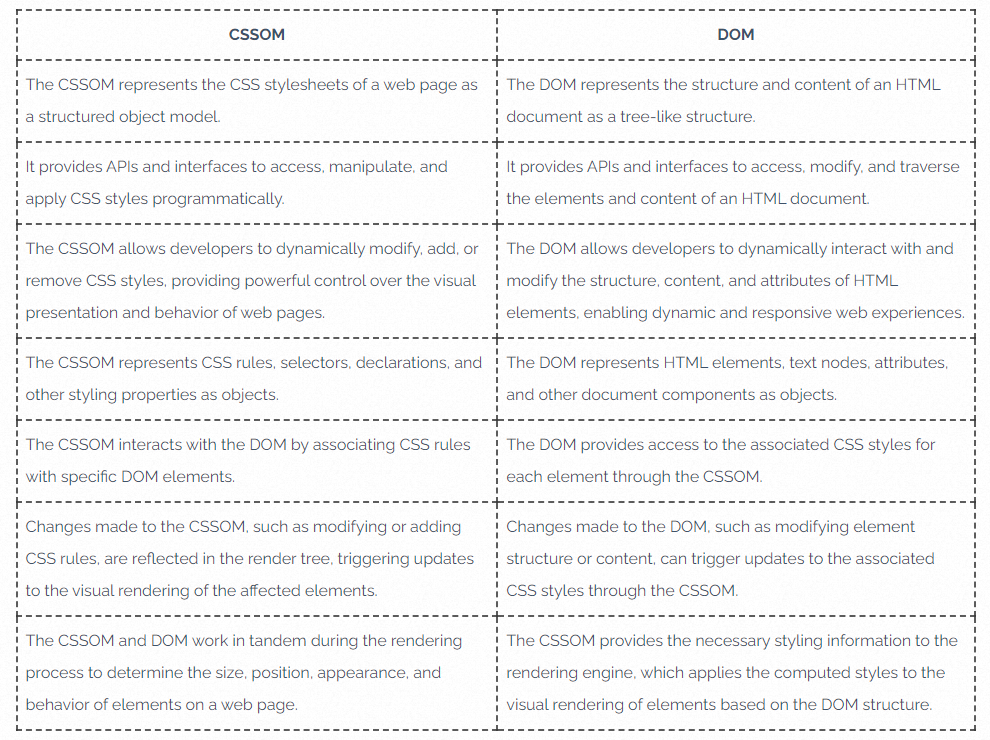 CSSOM
DOM
The CSSOM represents the CSS stylesheets of a web page as
a structured object model.
The DOM represents the structure and content of an HTML
document as a tree-like structure.
It provides APIs and interfaces to access, manipulate, and
apply CSS styles programmatically.
It provides APIs and interfaces to access, modify, and traverse
the elements and content of an HTML document.
The CSSOM allows developers to dynamically modify, add, or
remove CSS styles, providing powerful control over the visual
presentation and behavior of web pages.
The DOM allows developers to dynamically interact with and
modify the structure, content, and attributes of HTML
elements, enabling dynamic and responsive web experiences.
The CSSOM represents CSS rules, selectors, declarations, and
other styling properties as objects.
The DOM represents HTML elements, text nodes, attributes,
and other document components as objects.
The CSSOM interacts with the DOM by associating CSS rules
with specific DOM elements.
The DOM provides access to the associated CSS styles for
each element through the CSSOM.
Changes made to the CSSOM, such as modifying or adding
CSS rules, are reflected in the render tree, triggering updates
to the visual rendering of the affected elements.
Changes made to the DOM, such as modifying element
structure or content, can trigger updates to the associated
CSS styles through the CSSOM.
The CSSOM and DOM work in tandem during the rendering
process to determine the size, position, appearance, and
behavior of elements on a web page.
The CSSOM provides the necessary styling information to the
rendering engine, which applies the computed styles to the
visual rendering of elements based on the DOM structure.